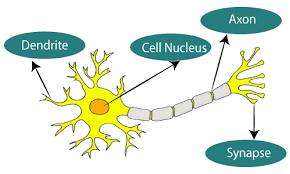 Axon
Dendrite
Cell Nucleus
Synapse